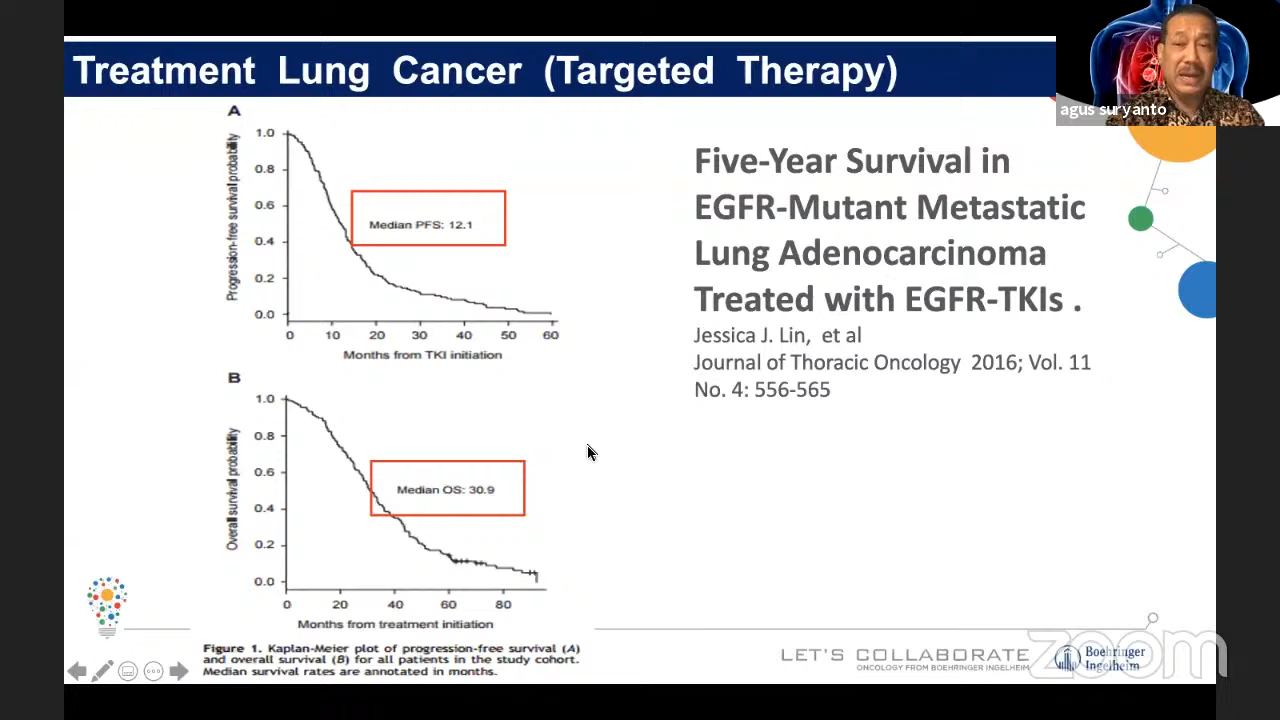 Treatment Lung Cancer (Targeted Therapy)
agus suryanto
A
Progression-free survival probability
1.0
0.8
0.6
0.4
0.2
0.0
Median PFS: 12.1
0 10 20 30 40 50 60
Months from TKI initiation
B
Overall survival probability
1.0
0.8
0.6
0.4
0.2
0.0
Median OS: 30.9
0 20 40 60 80
Months from treatment initiation
Figure 1. Kaplan-Meier plot of progression-free survival (A)
and overall survival (B) for all patients in the study cohort.
Median survival rates are annotated in months.
Five-Year Survival in
EGFR-Mutant Metastatic
Lung Adenocarcinoma
Treated with EGFR-TKIs .
Jessica J. Lin, et al
Journal of Thoracic Oncology 2016; Vol. 11
No. 4: 556-565
LET'S COLLABORATE
ONCOLOGY FROM BOEHRINGER INGELHEIM
Boehringer
Ingelheim
zoom